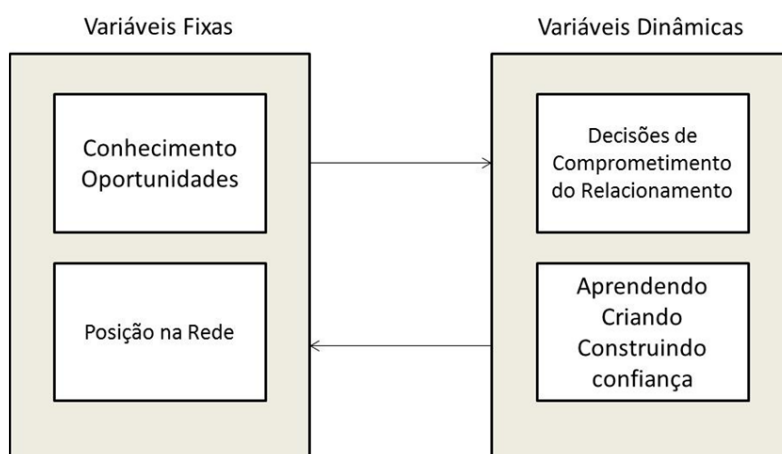 Variáveis Fixas
Conhecimento
Oportunidades
Posição na Rede
Variáveis Dinâmicas
Decisões de
Comprometimento
do Relacionamento
Aprendendo
Criando
Construindo
confiança